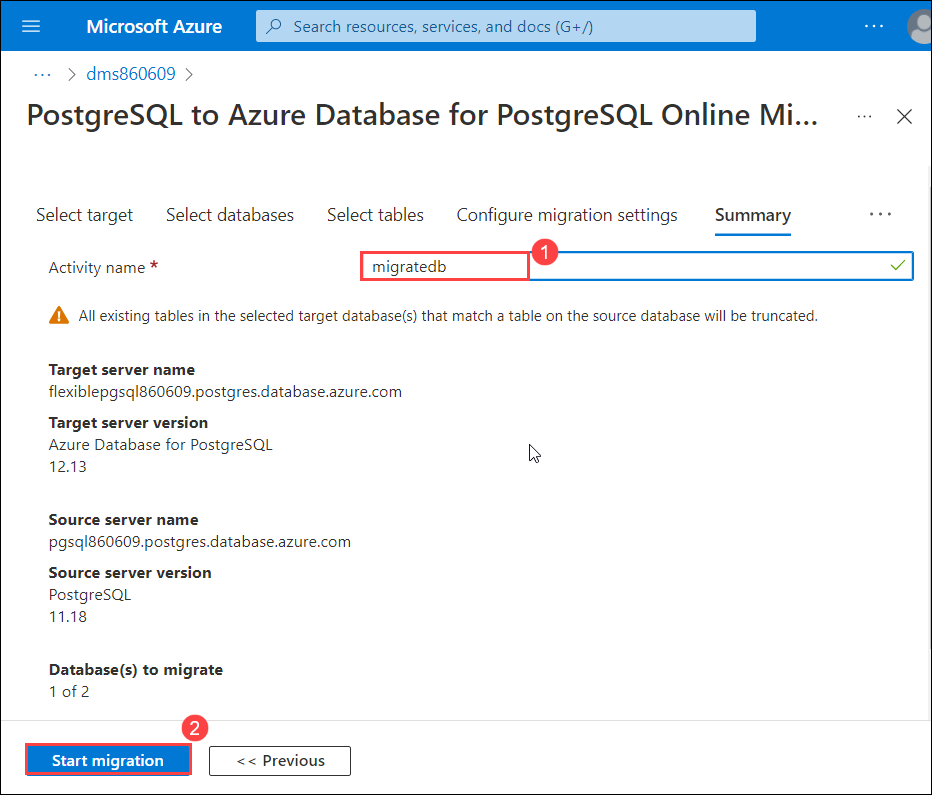 Microsoft Azure
Search resources, services, and docs (G+/)
...
... > dms860609 >
PostgreSQL to Azure Database for PostgreSQL Online Mi...
...
Select target
Select databases
Select tables
Configure migration settings
Summary
...
Activity name *
migratedb
1
All existing tables in the selected target database(s) that match a table on the source database will be truncated.
Target server name
flexiblepgsql860609.postgres.database.azure.com
Target server version
Azure Database for PostgreSQL
12.13
Source server name
pgsql860609.postgres.database.azure.com
Source server version
PostgreSQL
11.18
Database(s) to migrate
1 of 2
2
Start migration
<< Previous